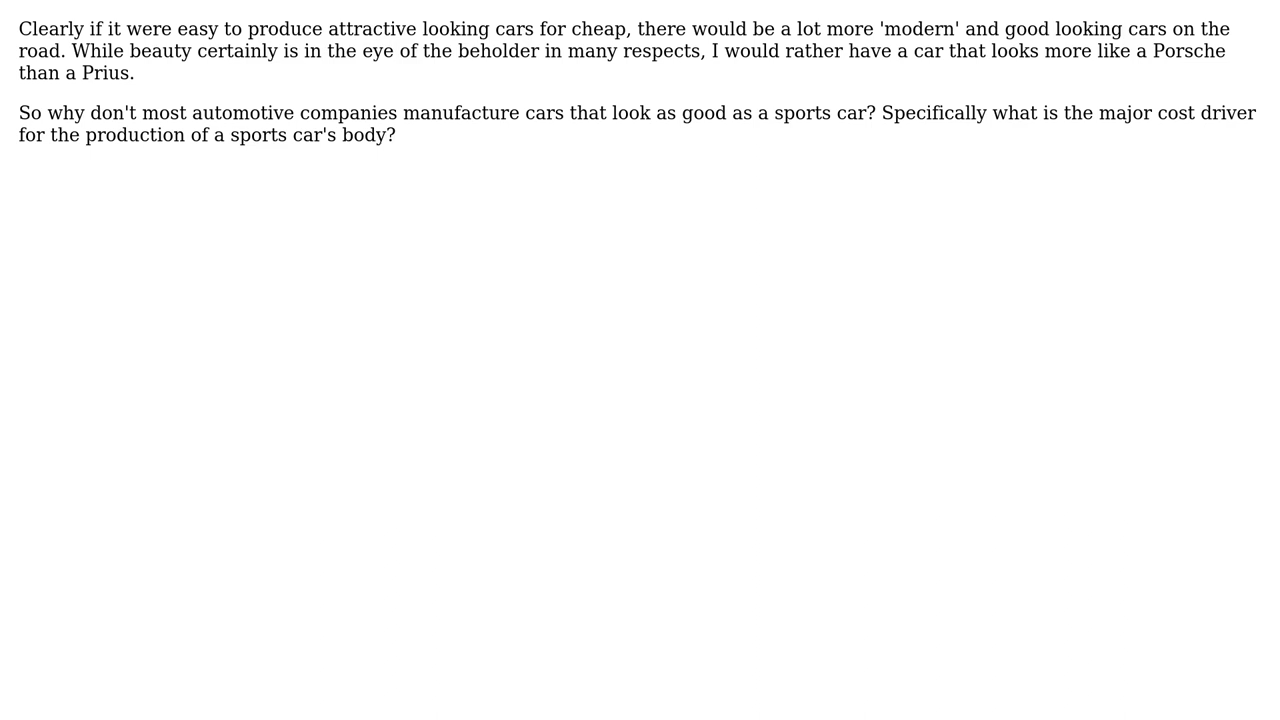 Clearly if it were easy to produce attractive looking cars for cheap, there would be a lot more 'modern' and good looking cars on the
road. While beauty certainly is in the eye of the beholder in many respects, I would rather have a car that looks more like a Porsche
than a Prius.
So why don't most automotive companies manufacture cars that look as good as a sports car? Specifically what is the major cost driver
for the production of a sports car's body?